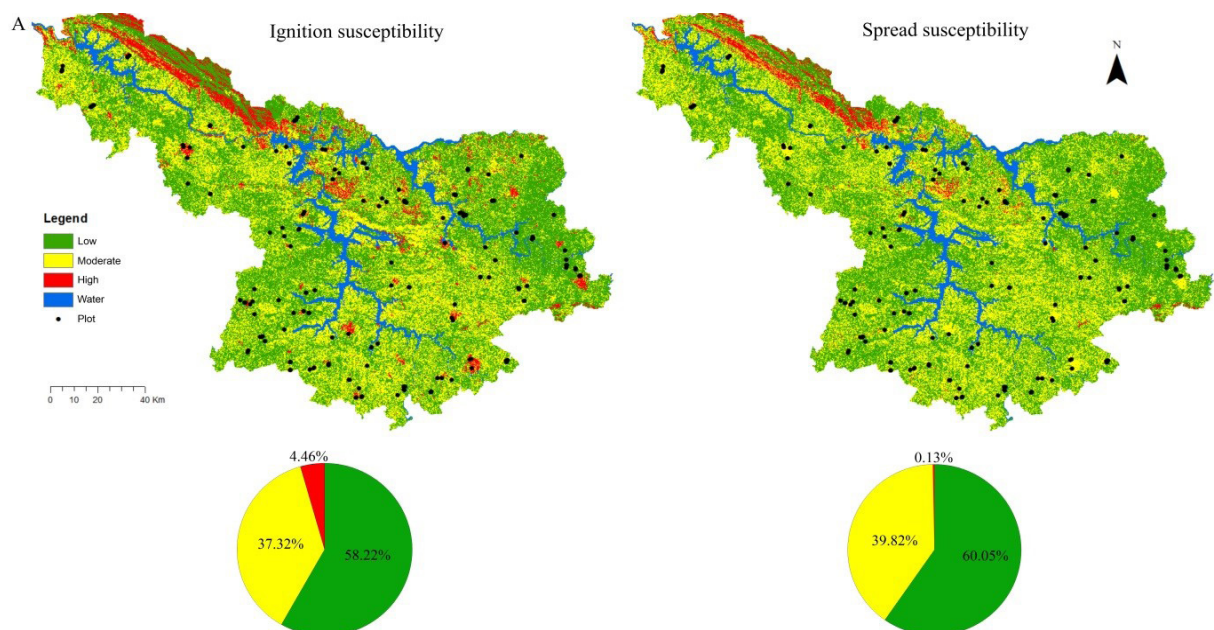 A
Ignition susceptibility
Spread susceptibility
N
Legend
Low
Moderate
High
Water
Plot
0 10 20 40 Km
4.46%
37.32%
58.22%
0.13%
39.82%
60.05%